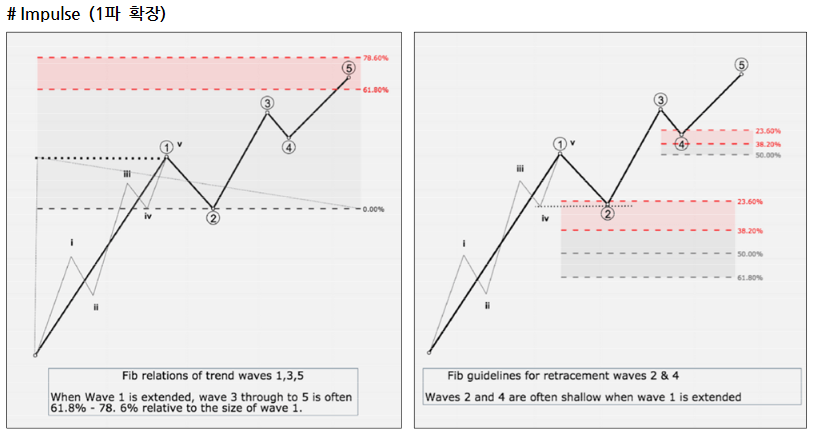 # Impulse (1파 확장)
78.60%
61.80%
0.00%
5
3
4
1
v
2
iii
iv
i
ii
Fib relations of trend waves 1,3,5
When Wave 1 is extended, wave 3 through to 5 is often
61.8% - 78. 6% relative to the size of wave 1.
5
3
4
23.60%
38.20%
50.00%
1
v
2
iii
iv
i
ii
23.60%
38.20%
50.00%
61.80%
Fib guidelines for retracement waves 2 & 4
Waves 2 and 4 are often shallow when wave 1 is extended